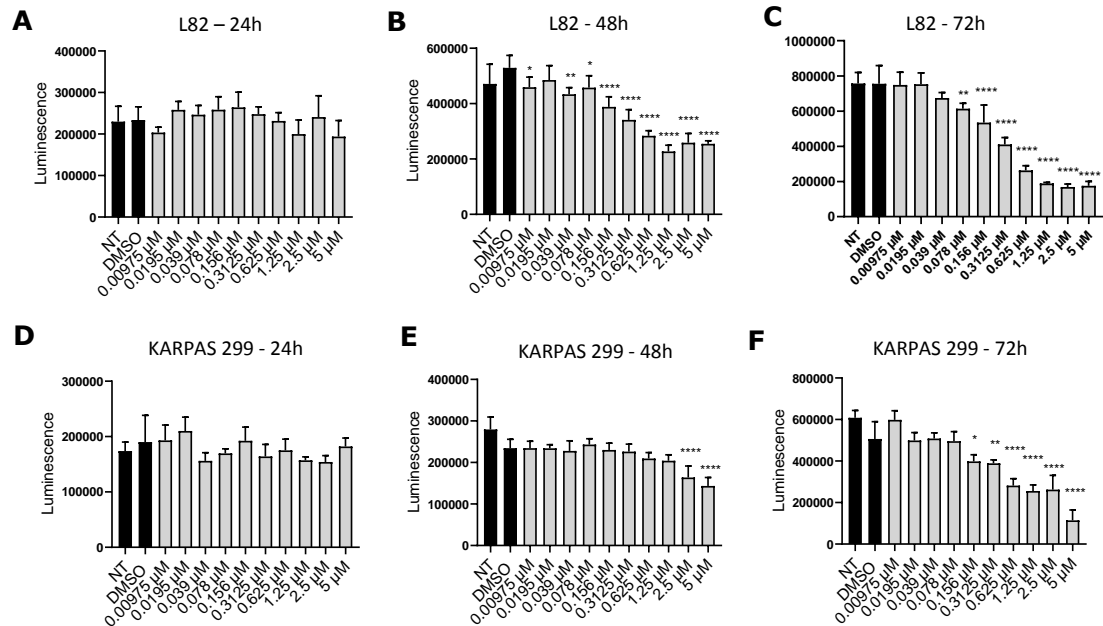 A
L82 – 24h
Luminescence
400000
300000
200000
100000
0
NT
DMSO
0.00975 µM
0.0195 µM
0.039 µM
0.078 µM
0.156 µM
0.3125 µM
0.625 µM
1.25 µM
2.5 µM
5 µM
B
L82 - 48h
Luminescence
600000
400000
200000
0
* ** * **** **** **** **** **** ****
NT
DMSO
0.00975 µM
0.0195 µM
0.039 µM
0.078 µM
0.156 µM
0.3125 µM
0.625 µM
1.25 µM
2.5 µM
5 µM
C
L82 - 72h
Luminescence
1000000
800000
600000
400000
200000
0
** **** **** **** **** **** ****
NT
DMSO
0.00975 µM
0.0195 µM
0.039 µM
0.078 µM
0.156 µM
0.3125 µM
0.625 µM
1.25 µM
2.5 µM
5 µM
D
KARPAS 299 - 24h
Luminescence
300000
200000
100000
0
NT
DMSO
0.00975 µM
0.0195 µM
0.039 µM
0.078 µM
0.156 µM
0.3125 µM
0.625 µM
1.25 µM
2.5 µM
5 µM
E
KARPAS 299 - 48h
Luminescence
400000
300000
200000
100000
0
**** ****
NT
DMSO
0.00975 µM
0.0195 µM
0.039 µM
0.078 µM
0.156 µM
0.3125 µM
0.625 µM
1.25 µM
2.5 µM
5 µM
F
KARPAS 299 - 72h
Luminescence
800000
600000
400000
200000
0
* ** **** **** **** ****
NT
DMSO
0.00975 µM
0.0195 µM
0.039 µM
0.078 µM
0.156 µM
0.3125 µM
0.625 µM
1.25 µM
2.5 µM
5 µM